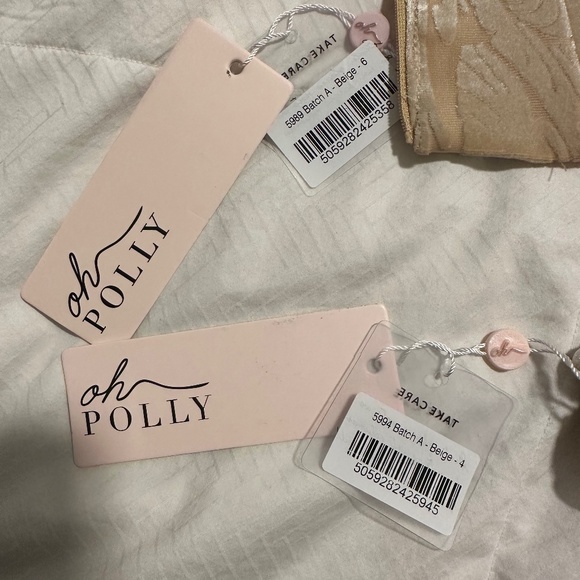 TAKE CARE
5989 Batch A - Beige - 6
5059282425358
oh
POLLY
oh
POLLY
TAKE CARE
5994 Batch A - Beige - 4
5059282425945